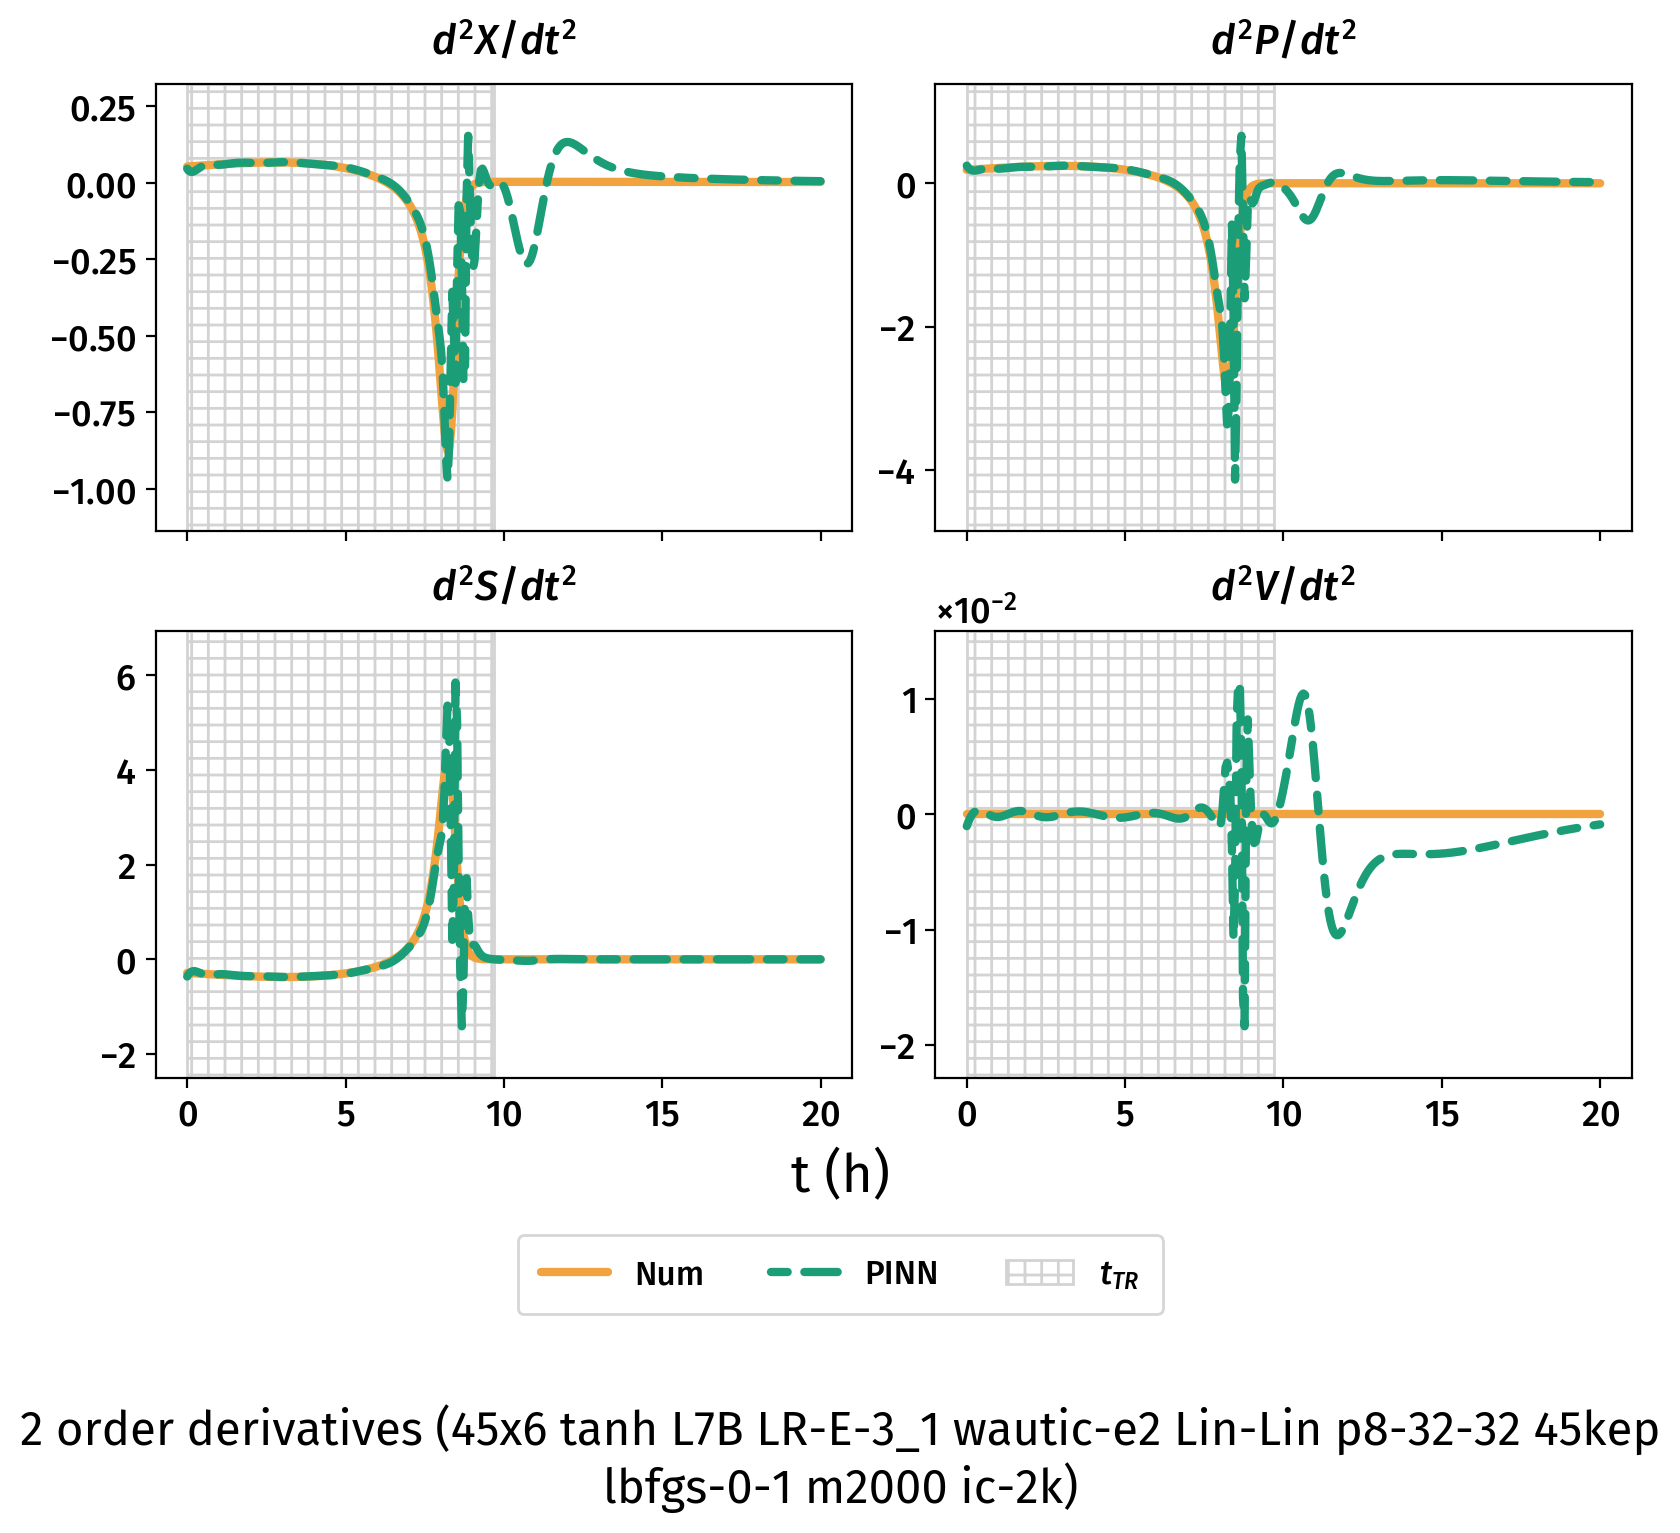 d²X/dt²
d²P/dt²
0.25
0.00
−0.25
−0.50
−0.75
−1.00
0
−2
−4
d²S/dt²
d²V/dt²
×10⁻²
6
4
2
0
−2
1
0
−1
−2
0 5 10 15 20
0 5 10 15 20
t (h)
Num PINN t_TR
2 order derivatives (45x6 tanh L7B LR-E-3_1 wautic-e2 Lin-Lin p8-32-32 45kep
lbfgs-0-1 m2000 ic-2k)